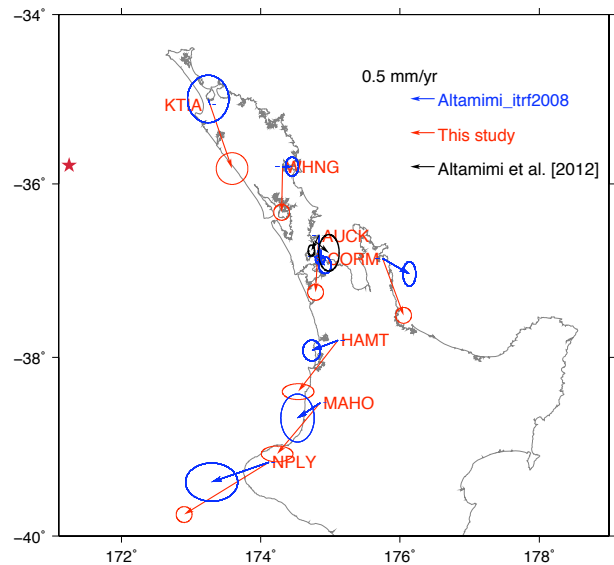 −34˚
0.5 mm/yr
KTIA
Altamimi_itrf2008
This study
WHNG
Altamimi et al. [2012]
−36˚
AUCK
CORM
HAMT
−38˚
MAHO
NPLY
−40˚
172˚ 174˚ 176˚ 178˚